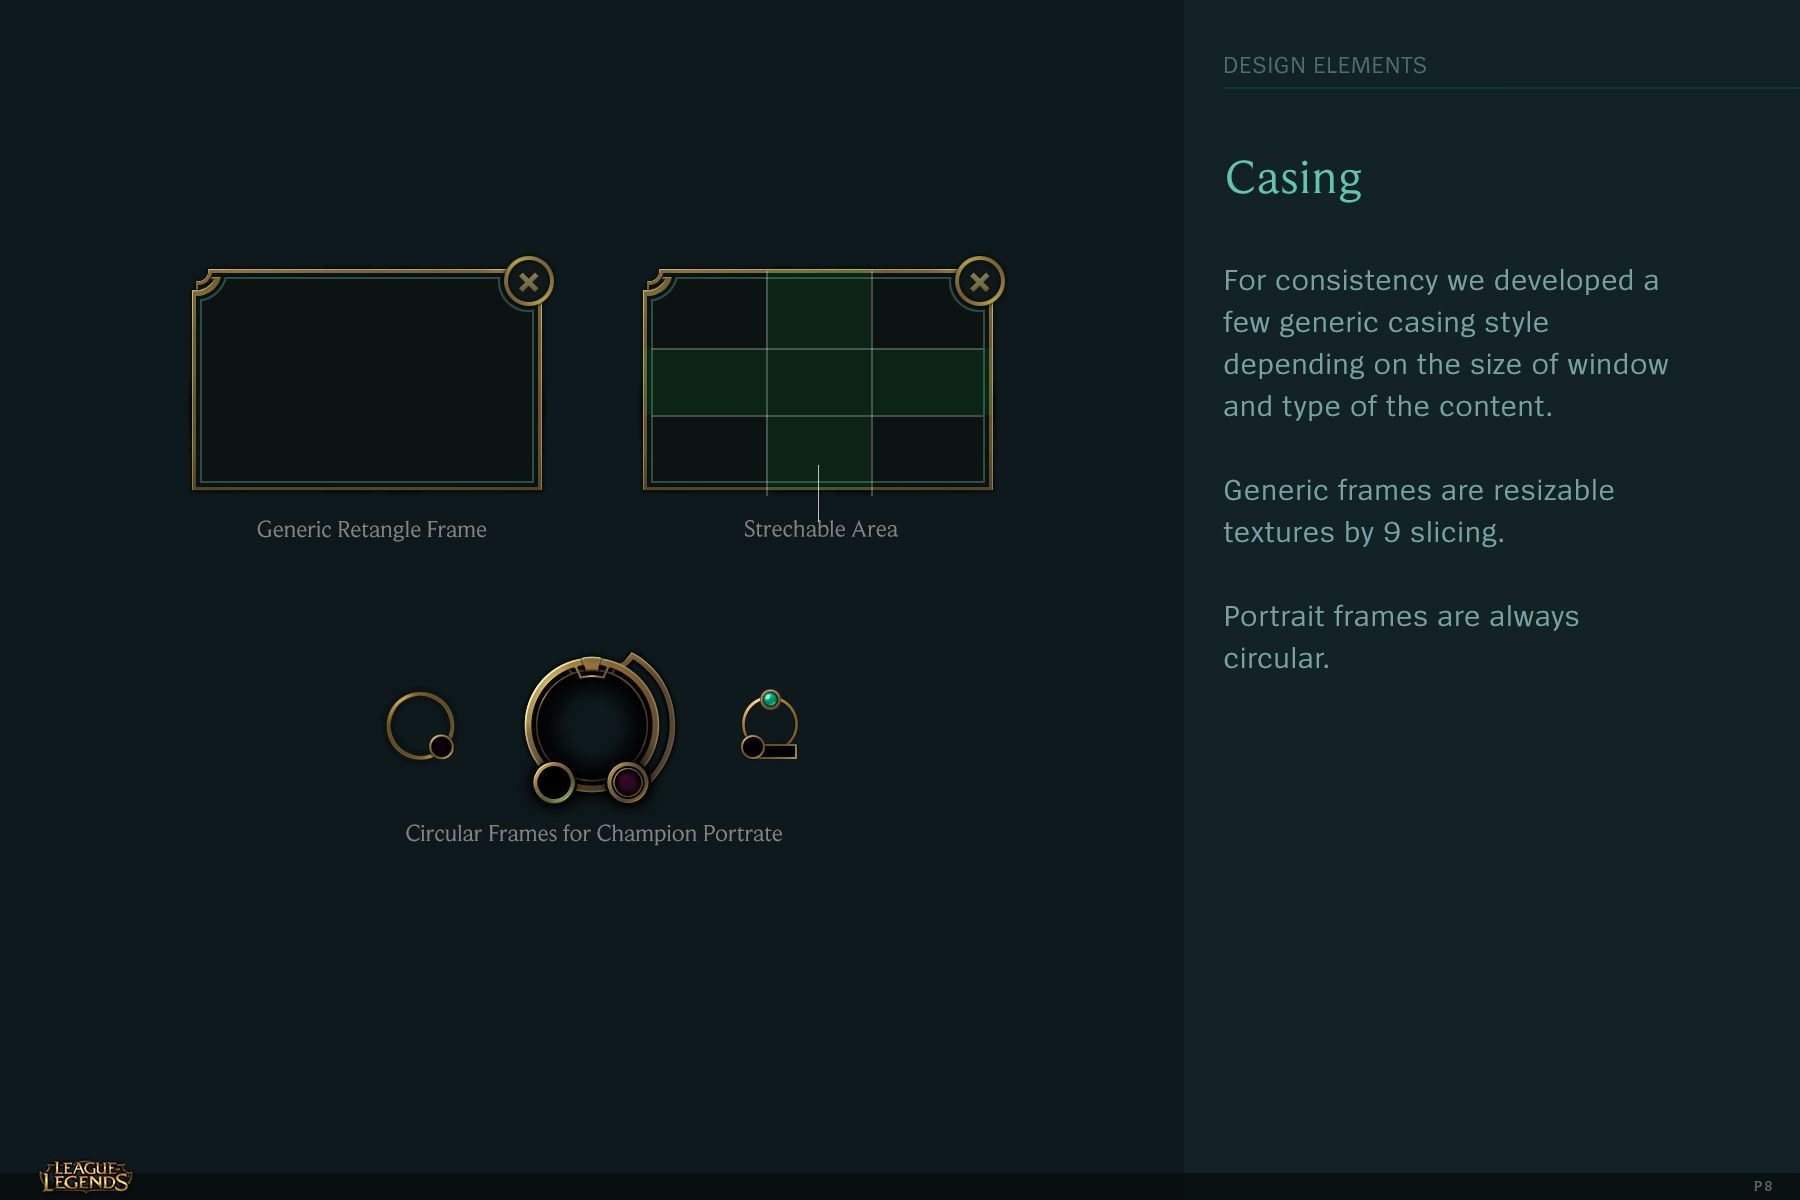 DESIGN ELEMENTS
Casing
For consistency we developed a
few generic casing style
depending on the size of window
and type of the content.
Generic frames are resizable
textures by 9 slicing.
Portrait frames are always
circular.
Generic Retangle Frame
Strechable Area
Circular Frames for Champion Portrate
LEAGUE OF
LEGENDS
P8